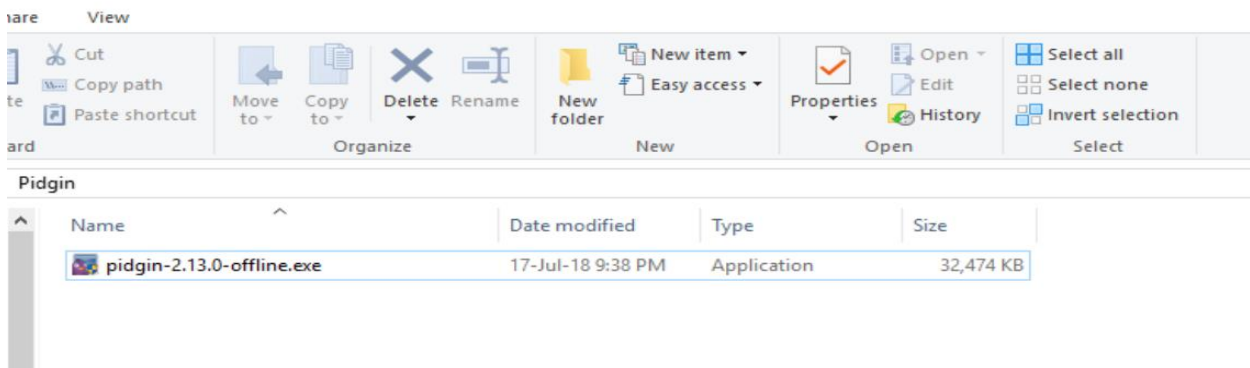 View
Cut
Copy path
Paste shortcut
Move to
Copy to
Delete
Rename
New folder
New item
Easy access
Properties
Open
Edit
History
Select all
Select none
Invert selection
Organize
New
Open
Select
Pidgin
Name Date modified Type Size
pidgin-2.13.0-offline.exe 17-Jul-18 9:38 PM Application 32,474 KB